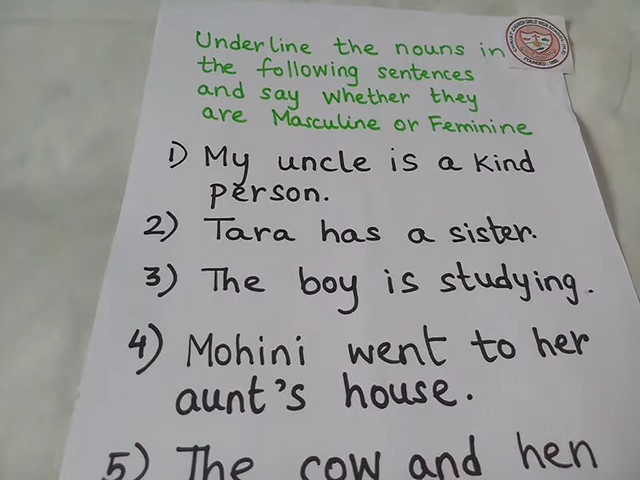 Underline the nouns in
the following sentences
and say whether they
are Masculine or Feminine
1) My uncle is a kind
person.
2) Tara has a sister.
3) The boy is studying.
4) Mohini went to her
aunt's house.
5) The cow and hen